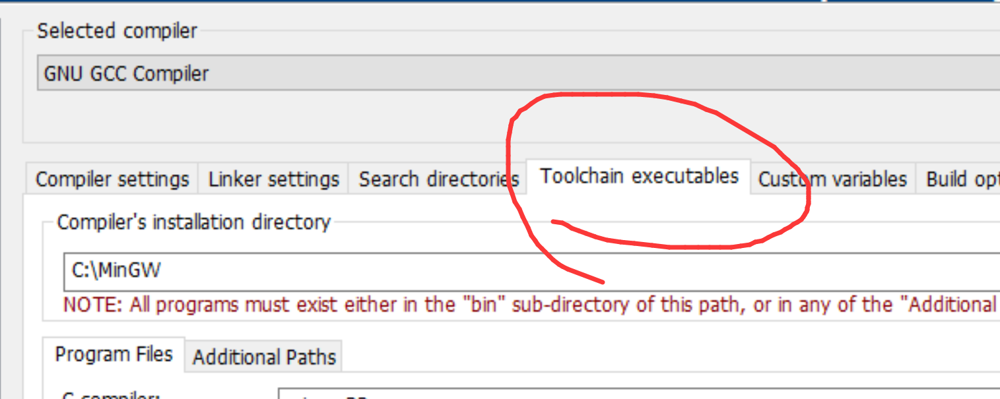 Selected compiler
GNU GCC Compiler
Compiler settings Linker settings Search directories Toolchain executables Custom variables Build
Compiler's installation directory
C:\MinGW
NOTE: All programs must exist either in the "bin" sub-directory of this path, or in any of the "Additional
Program Files Additional Paths
C compiler: